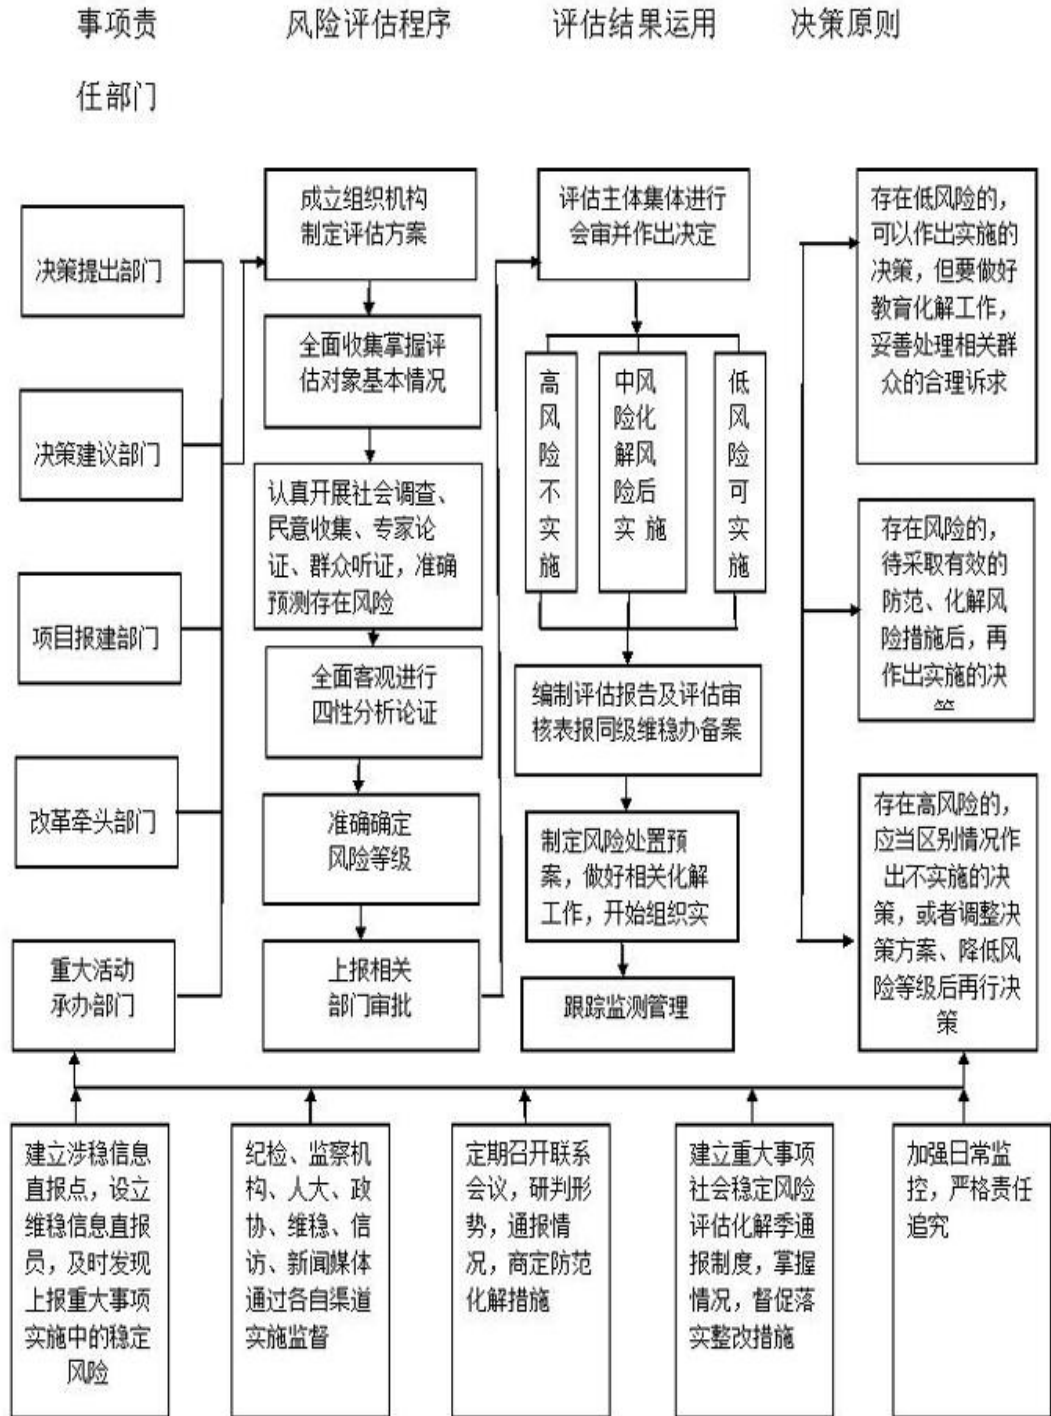 事项责
任部门
风险评估程序
评估结果运用
决策原则
决策提出部门
决策建议部门
项目报建部门
改革牵头部门
重大活动
承办部门
成立组织机构
制定评估方案
全面收集掌握评
估对象基本情况
认真开展社会调查、
民意收集、专家论
证、群众听证，准确
预测存在风险
全面客观进行
四性分析论证
准确确定
风险等级
上报相关
部门审批
评估主体集体进行
会审并作出决定
高
风
险
不
实
施
中风
险化
解风
险后
实 施
低
风
险
可
实
施
编制评估报告及评估审
核表报同级维稳办备案
制定风险处置预
案，做好相关化解
工作，开始组织实
跟踪监测管理
存在低风险的，
可以作出实施的
决策，但要做好
教育化解工作，
妥善处理相关群
众的合理诉求
存在风险的，
待采取有效的
防范、化解风
险措施后，再
作出实施的决
存在高风险的，
应当区别情况作
出不实施的决
策，或者调整决
策方案、降低风
险等级后再行决
策
建立涉稳信息
直报点，设立
维稳信息直报
员，及时发现
上报重大事项
实施中的稳定
风险
纪检、监察机
构、人大、政
协、维稳、信
访、新闻媒体
通过各自渠道
实施监督
定期召开联系
会议，研判形
势，通报情
况，商定防范
化解措施
建立重大事项
社会稳定风险
评估化解季通
报制度，掌握
情况，督促落
实整改措施
加强日常监
控，严格责任
追究